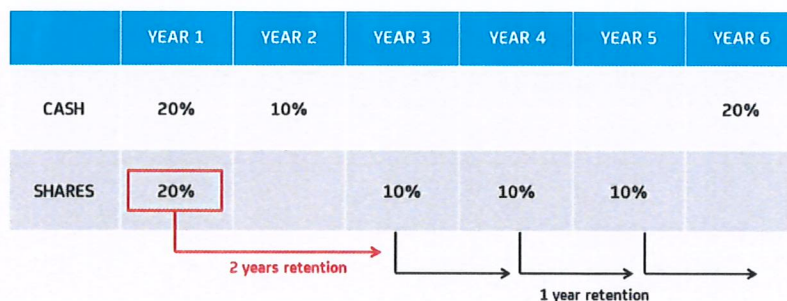 YEAR 1 YEAR 2 YEAR 3 YEAR 4 YEAR 5 YEAR 6
CASH 20% 10% 20%
SHARES 20% 10% 10% 10%
2 years retention
1 year retention